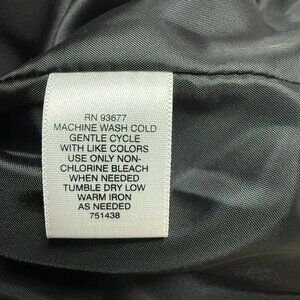 RN 93677
MACHINE WASH COLD
GENTLE CYCLE
WITH LIKE COLORS
USE ONLY NON-
CHLORINE BLEACH
WHEN NEEDED
TUMBLE DRY LOW
WARM IRON
AS NEEDED
751438